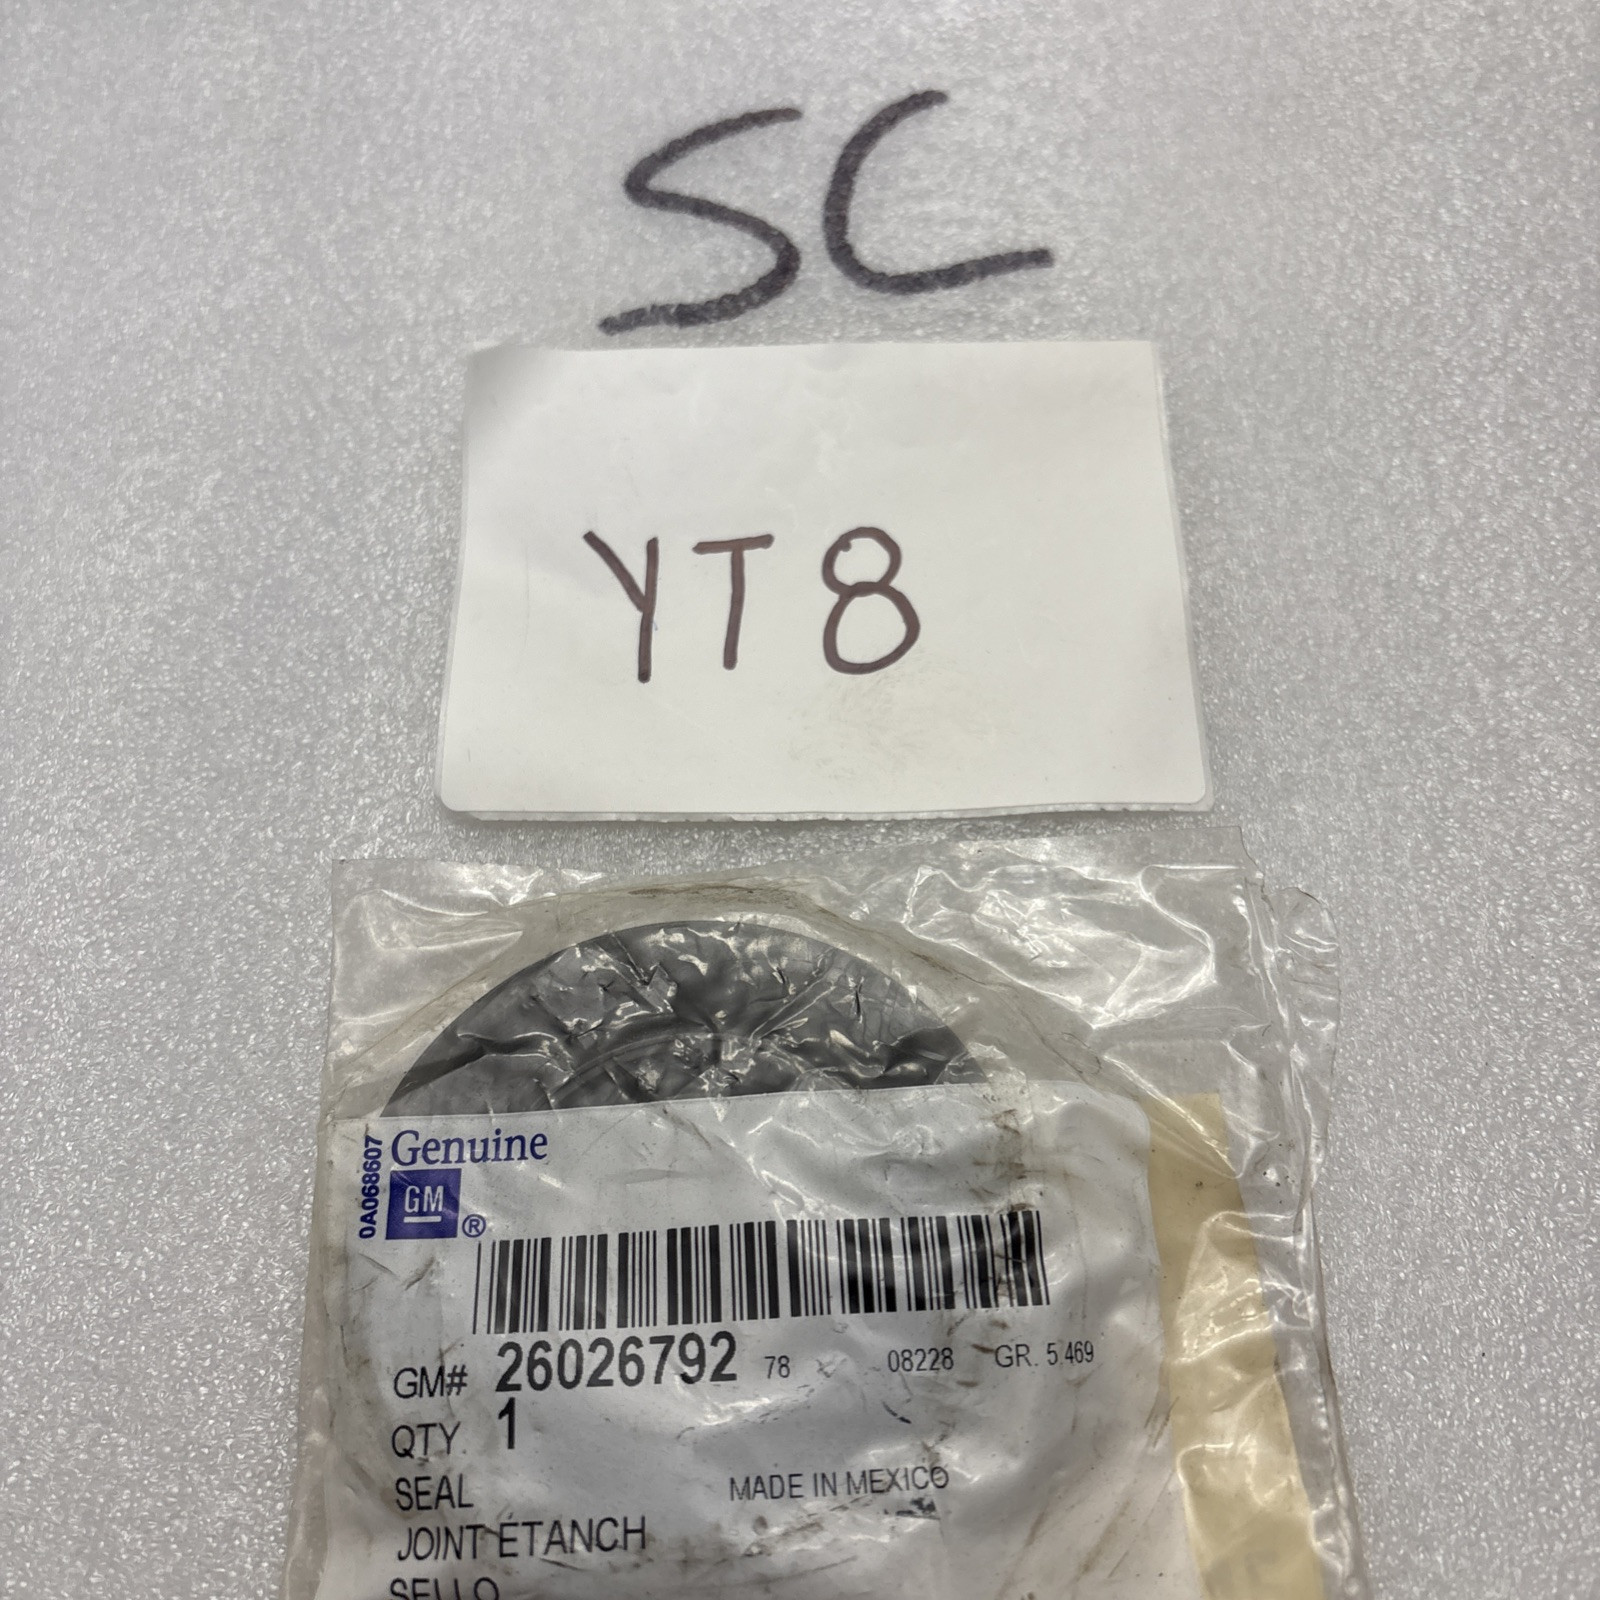 SC
YT8
0A068607
Genuine
GM ®
GM# 26026792 78 08228 GR. 5.469
QTY. 1
SEAL MADE IN MEXICO
JOINT ETANCH
SELLO